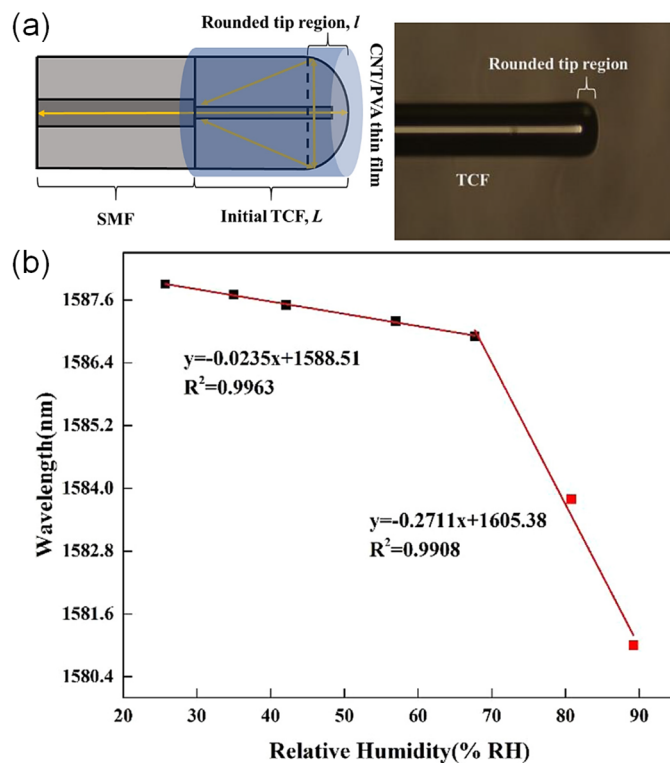 (a)
Rounded tip region, l
CNT/PVA thin film
SMF
Initial TCF, L
Rounded tip region
TCF
(b)
1587.6
1586.4
1585.2
1584.0
1582.8
1581.6
1580.4
Wavelength(nm)
y=-0.0235x+1588.51
R²=0.9963
y=-0.2711x+1605.38
R²=0.9908
20 30 40 50 60 70 80 90
Relative Humidity(% RH)